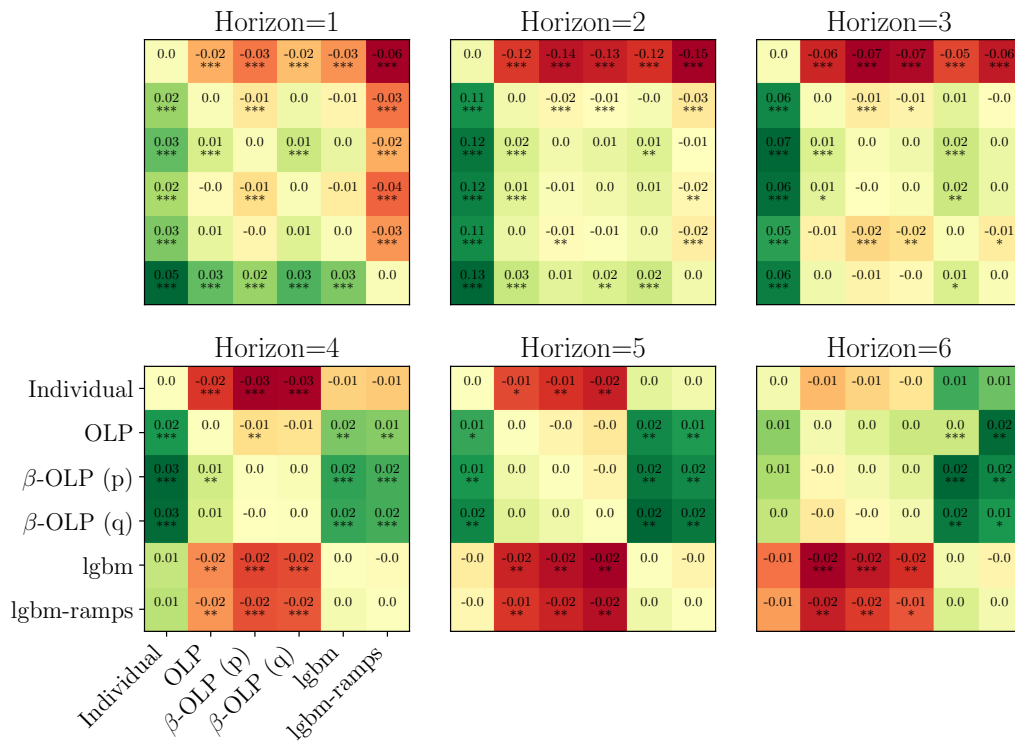 Horizon=1
0.0 -0.02 -0.03 -0.02 -0.03 -0.06
*** *** *** *** ***
0.02 0.0 -0.01 0.0 -0.01 -0.03
*** *** ***
0.03 0.01 0.0 0.01 0.0 -0.02
*** *** *** ***
0.02 -0.0 -0.01 0.0 -0.01 -0.04
*** *** ***
0.03 0.01 -0.0 0.01 0.0 -0.03
*** ***
0.05 0.03 0.02 0.03 0.03 0.0
*** *** *** *** ***
Horizon=2
0.0 -0.12 -0.14 -0.13 -0.12 -0.15
*** *** *** *** ***
0.11 0.0 -0.02 -0.01 -0.0 -0.03
*** *** *** ***
0.12 0.02 0.0 0.01 0.01 -0.01
*** *** **
0.12 0.01 -0.01 0.0 0.01 -0.02
*** *** **
0.11 0.0 -0.01 -0.01 0.0 -0.02
*** ** ***
0.13 0.03 0.01 0.02 0.02 0.0
*** *** ** ***
Horizon=3
0.0 -0.06 -0.07 -0.07 -0.05 -0.06
*** *** *** *** ***
0.06 0.0 -0.01 -0.01 0.01 -0.0
*** *** *
0.07 0.01 0.0 0.0 0.02 0.0
*** *** ***
0.06 0.01 -0.0 0.0 0.02 0.0
*** * **
0.05 -0.01 -0.02 -0.02 0.0 -0.01
*** *** ** *
0.06 0.0 -0.01 -0.0 0.01 0.0
*** *
Horizon=4
Individual 0.0 -0.02 -0.03 -0.03 -0.01 -0.01
*** *** ***
OLP 0.02 0.0 -0.01 -0.01 0.02 0.01
*** ** ** **
β-OLP (p) 0.03 0.01 0.0 0.0 0.02 0.02
*** ** *** ***
β-OLP (q) 0.03 0.01 -0.0 0.0 0.02 0.02
*** *** ***
lgbm 0.01 -0.02 -0.02 -0.02 0.0 -0.0
** *** ***
lgbm-ramps 0.01 -0.02 -0.02 -0.02 0.0 0.0
** *** ***
Individual
OLP
β-OLP (p)
β-OLP (q)
lgbm
lgbm-ramps
Horizon=5
0.0 -0.01 -0.01 -0.02 0.0 0.0
* ** **
0.01 0.0 -0.0 -0.0 0.02 0.01
* ** **
0.01 0.0 0.0 -0.0 0.02 0.02
** ** **
0.02 0.0 0.0 0.0 0.02 0.02
** ** **
-0.0 -0.02 -0.02 -0.02 0.0 -0.0
** ** **
-0.0 -0.01 -0.02 -0.02 0.0 0.0
** ** **
Horizon=6
0.0 -0.01 -0.01 -0.0 0.01 0.01
0.01 0.0 0.0 0.0 0.0 0.02
*** **
0.01 -0.0 0.0 0.0 0.02 0.02
*** **
0.0 -0.0 -0.0 0.0 0.02 0.01
** *
-0.01 -0.02 -0.02 -0.02 0.0 -0.0
*** *** **
-0.01 -0.02 -0.02 -0.01 0.0 0.0
** ** *